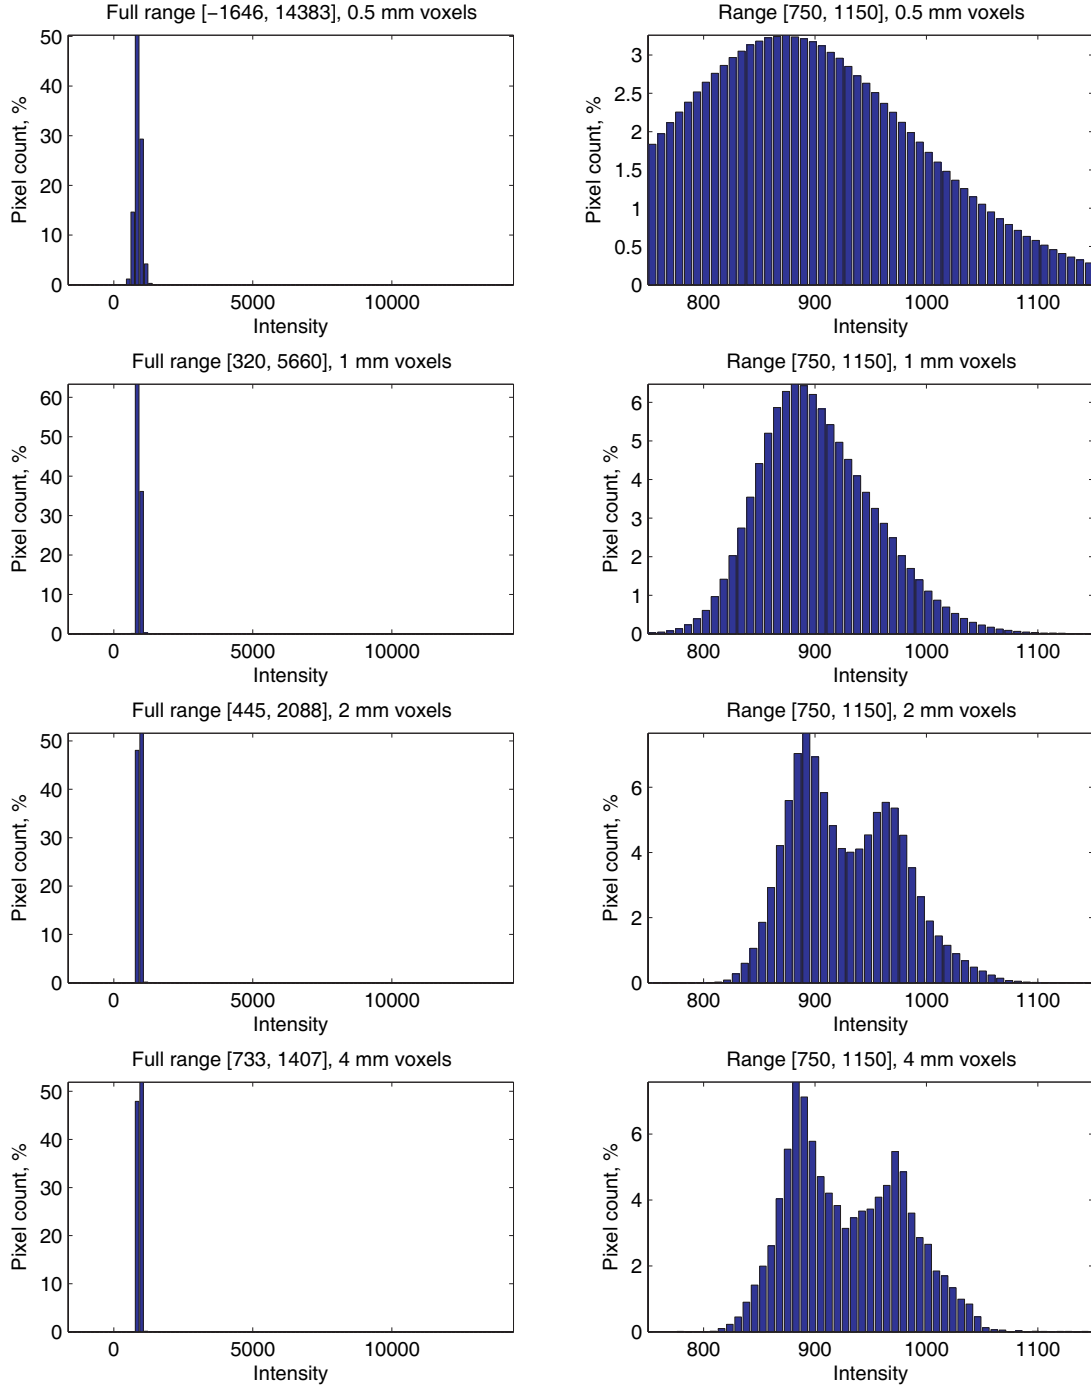 Full range [−1646, 14383], 0.5 mm voxels
Pixel count, %
50
40
30
20
10
0
0 5000 10000
Intensity
Range [750, 1150], 0.5 mm voxels
Pixel count, %
3
2.5
2
1.5
1
0.5
0
800 900 1000 1100
Intensity
Full range [320, 5660], 1 mm voxels
Pixel count, %
60
50
40
30
20
10
0
0 5000 10000
Intensity
Range [750, 1150], 1 mm voxels
Pixel count, %
6
5
4
3
2
1
0
800 900 1000 1100
Intensity
Full range [445, 2088], 2 mm voxels
Pixel count, %
50
40
30
20
10
0
0 5000 10000
Intensity
Range [750, 1150], 2 mm voxels
Pixel count, %
6
4
2
0
800 900 1000 1100
Intensity
Full range [733, 1407], 4 mm voxels
Pixel count, %
50
40
30
20
10
0
0 5000 10000
Intensity
Range [750, 1150], 4 mm voxels
Pixel count, %
6
4
2
0
800 900 1000 1100
Intensity